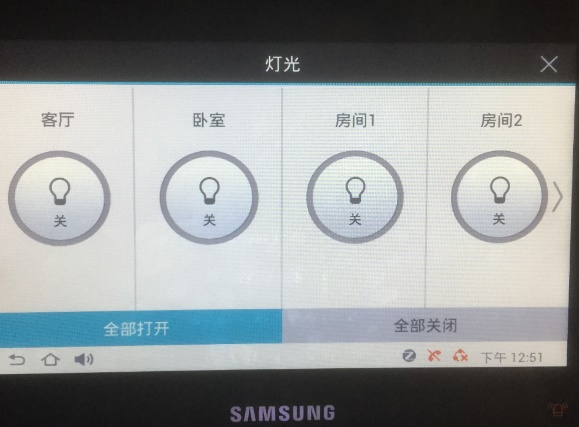 灯光
客厅 卧室 房间1 房间2
关 关 关 关
全部打开 全部关闭
下午 12:51
SAMSUNG